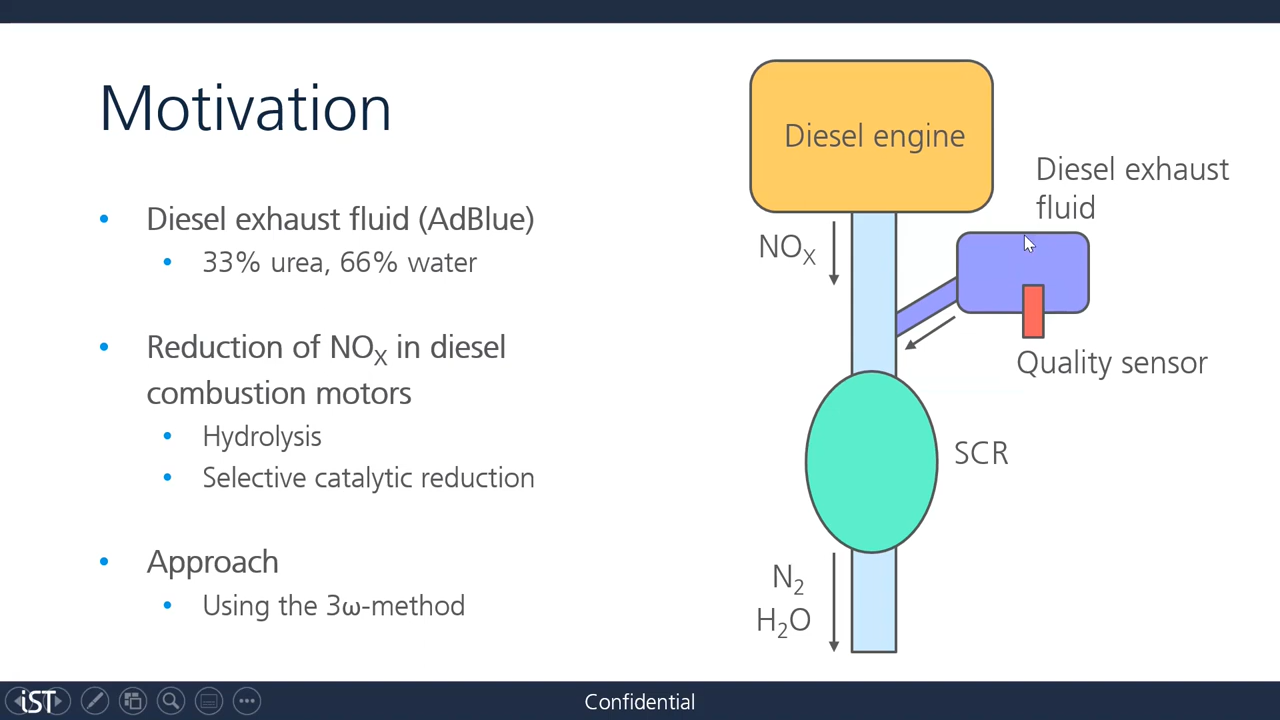 Motivation
• Diesel exhaust fluid (AdBlue)
• 33% urea, 66% water
• Reduction of NOX in diesel
combustion motors
• Hydrolysis
• Selective catalytic reduction
• Approach
• Using the 3ω-method
Diesel engine
Diesel exhaust
fluid
NOX
Quality sensor
SCR
N2
H2O
iST
Confidential